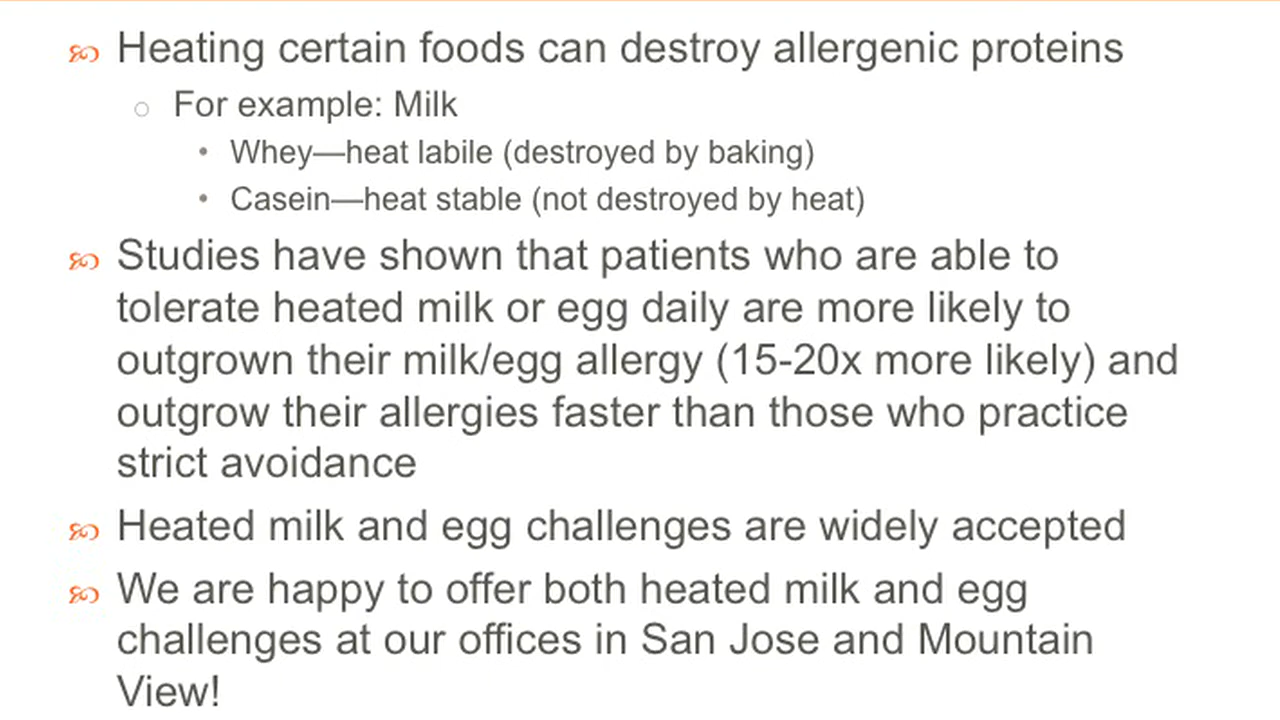 Heating certain foods can destroy allergenic proteins
For example: Milk
Whey—heat labile (destroyed by baking)
Casein—heat stable (not destroyed by heat)
Studies have shown that patients who are able to
tolerate heated milk or egg daily are more likely to
outgrown their milk/egg allergy (15-20x more likely) and
outgrow their allergies faster than those who practice
strict avoidance
Heated milk and egg challenges are widely accepted
We are happy to offer both heated milk and egg
challenges at our offices in San Jose and Mountain
View!